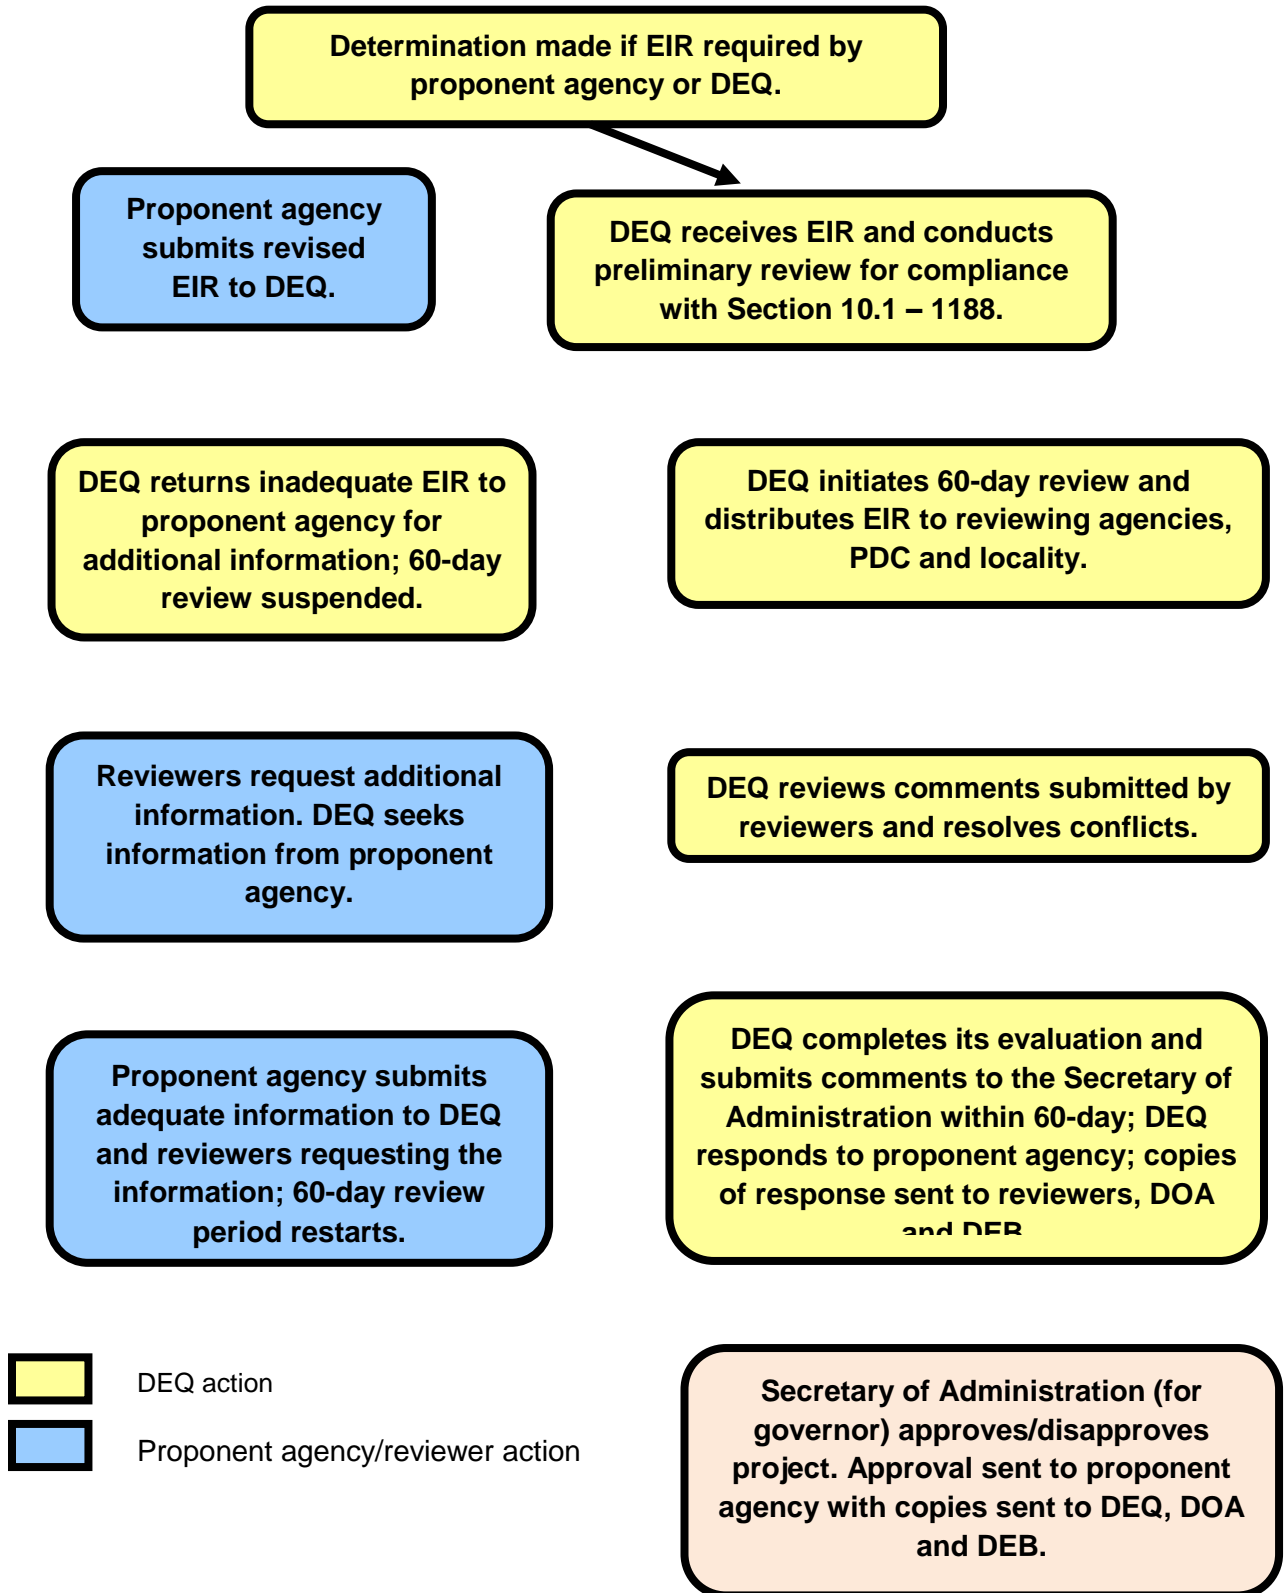 Determination made if EIR required by
proponent agency or DEQ.
Proponent agency
submits revised
EIR to DEQ.
DEQ receives EIR and conducts
preliminary review for compliance
with Section 10.1 – 1188.
DEQ returns inadequate EIR to
proponent agency for
additional information; 60-day
review suspended.
DEQ initiates 60-day review and
distributes EIR to reviewing agencies,
PDC and locality.
Reviewers request additional
information. DEQ seeks
information from proponent
agency.
DEQ reviews comments submitted by
reviewers and resolves conflicts.
Proponent agency submits
adequate information to DEQ
and reviewers requesting the
information; 60-day review
period restarts.
DEQ completes its evaluation and
submits comments to the Secretary of
Administration within 60-day; DEQ
responds to proponent agency; copies
of response sent to reviewers, DOA
and DEB
DEQ action
Proponent agency/reviewer action
Secretary of Administration (for
governor) approves/disapproves
project. Approval sent to proponent
agency with copies sent to DEQ, DOA
and DEB.